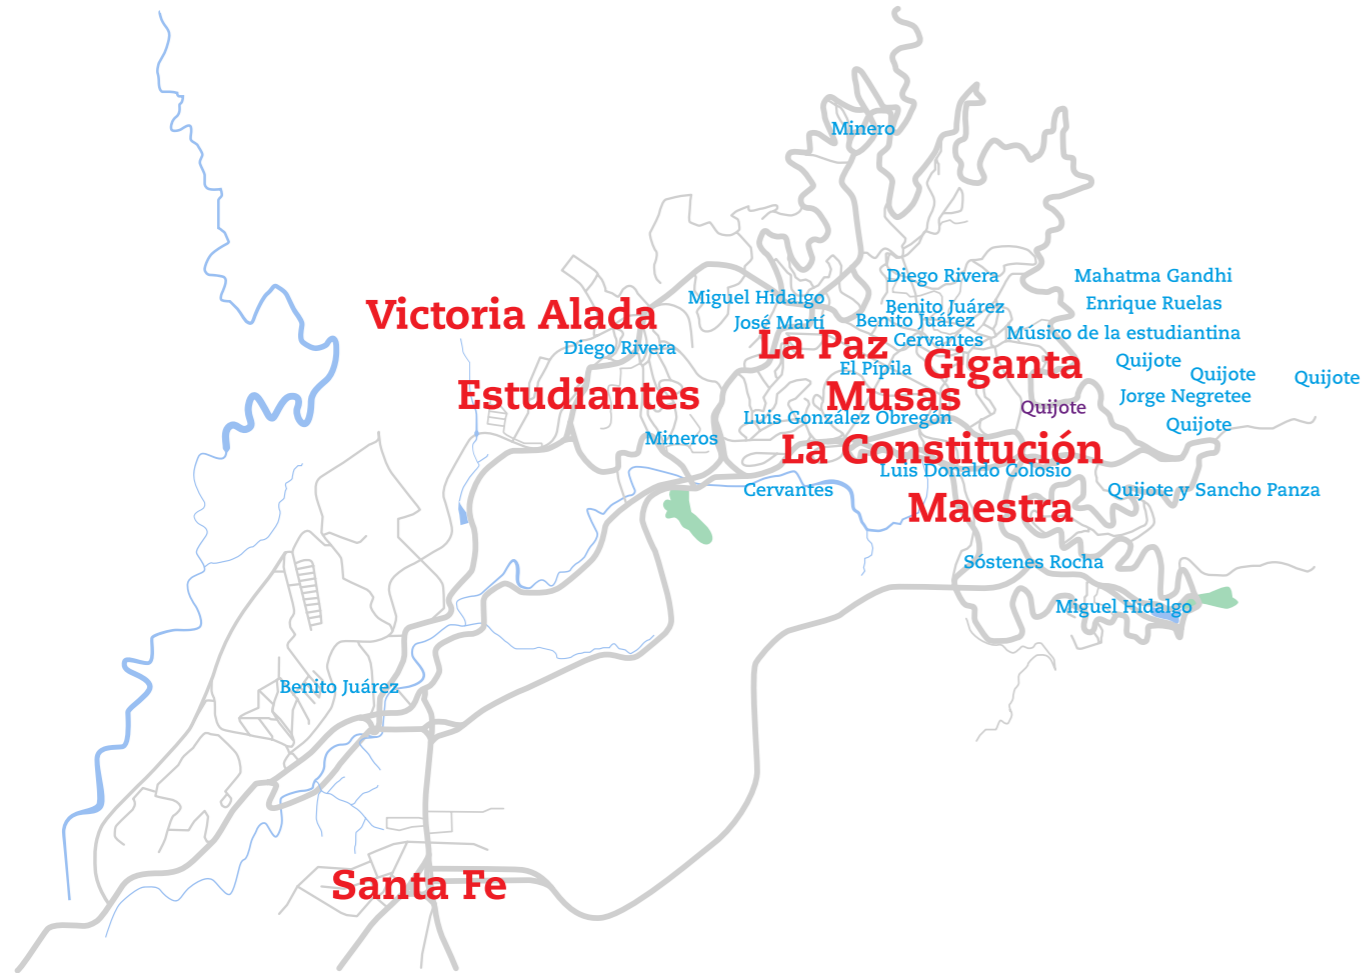 Minero
Diego Rivera
Mahatma Gandhi
Miguel Hidalgo
Benito Juárez
Enrique Ruelas
Victoria Alada
José Martí
Benito Juárez
Músico de la estudiantina
La Paz
Cervantes
Diego Rivera
El Pípila
Giganta
Quijote
Quijote
Quijote
Estudiantes
Musas
Quijote
Jorge Negretee
Luis González Obregón
Quijote
Mineros
La Constitución
Luis Donaldo Colosio
Cervantes
Quijote y Sancho Panza
Maestra
Sóstenes Rocha
Miguel Hidalgo
Benito Juárez
Santa Fe